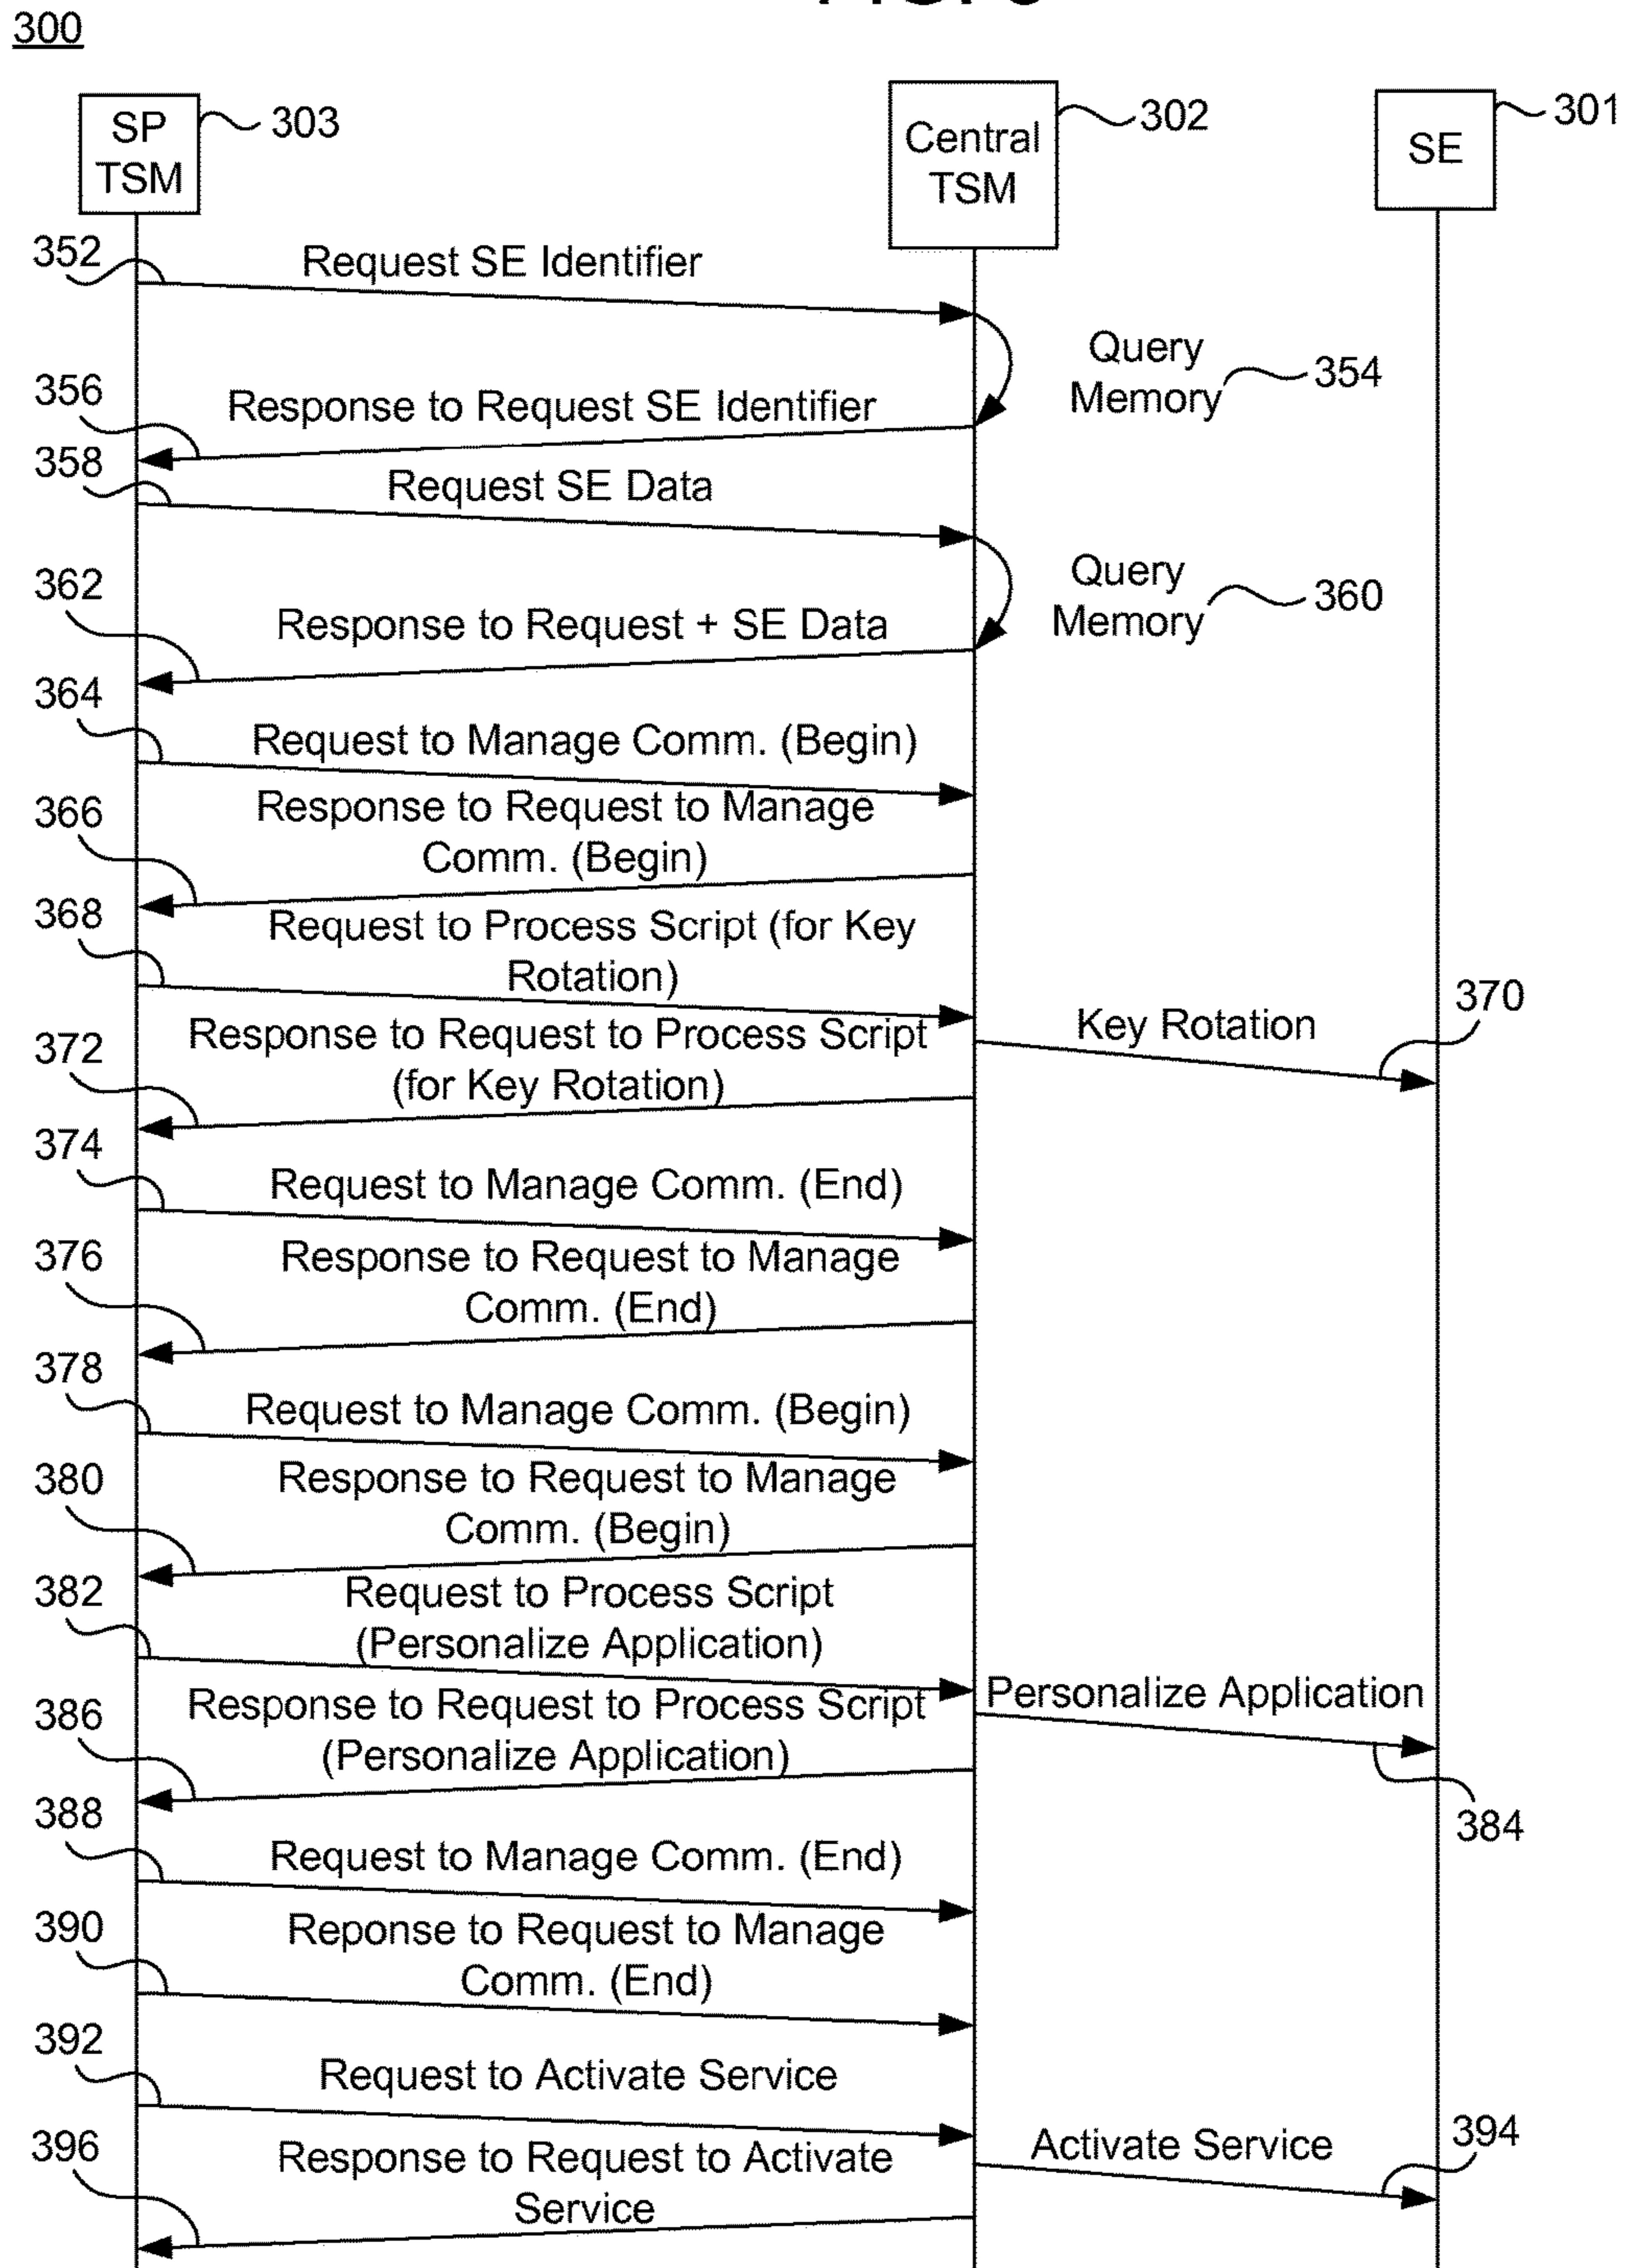 300
SP
TSM
303
Central
TSM
302
SE
301
352
Request SE Identifier
Query
Memory
354
356
Response to Request SE Identifier
358
Request SE Data
Query
Memory
360
362
Response to Request + SE Data
364
Request to Manage Comm. (Begin)
366
Response to Request to Manage
Comm. (Begin)
368
Request to Process Script (for Key
Rotation)
Key Rotation
370
372
Response to Request to Process Script
(for Key Rotation)
374
Request to Manage Comm. (End)
376
Response to Request to Manage
Comm. (End)
378
Request to Manage Comm. (Begin)
380
Response to Request to Manage
Comm. (Begin)
382
Request to Process Script
(Personalize Application)
Personalize Application
384
386
Response to Request to Process Script
(Personalize Application)
388
Request to Manage Comm. (End)
390
Reponse to Request to Manage
Comm. (End)
392
Request to Activate Service
Activate Service
394
396
Response to Request to Activate
Service